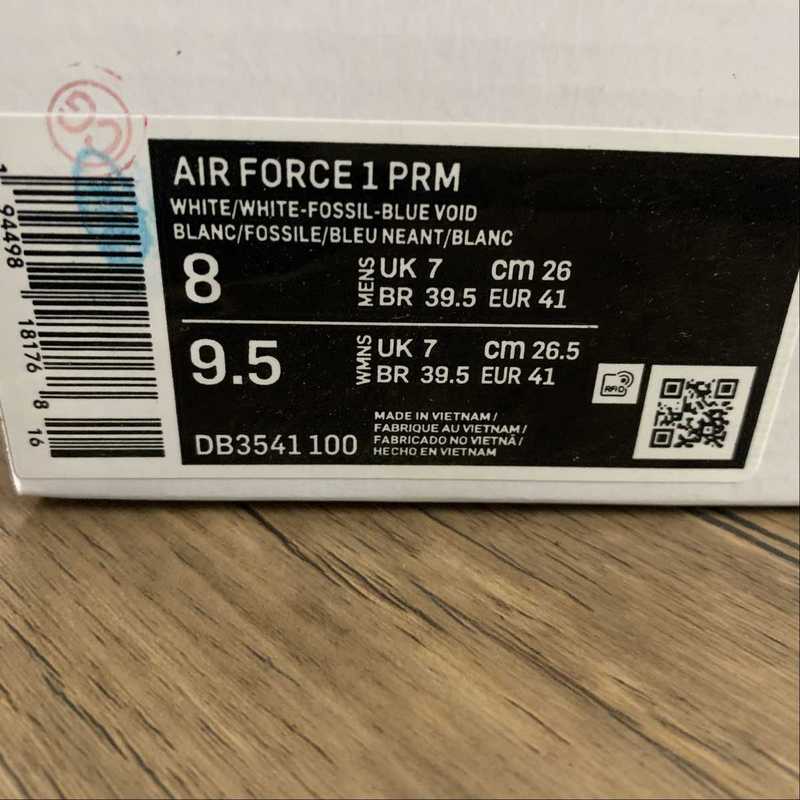 AIR FORCE 1 PRM
WHITE/WHITE-FOSSIL-BLUE VOID
BLANC/FOSSILE/BLEU NEANT/BLANC
8 MENS UK 7 cm 26
BR 39.5 EUR 41
9.5 WMNS UK 7 cm 26.5
BR 39.5 EUR 41
RFID
DB3541 100
MADE IN VIETNAM/
FABRIQUE AU VIETNAM/
FABRICADO NO VIETNÃ/
HECHO EN VIETNAM
1 94498 18176 8 16